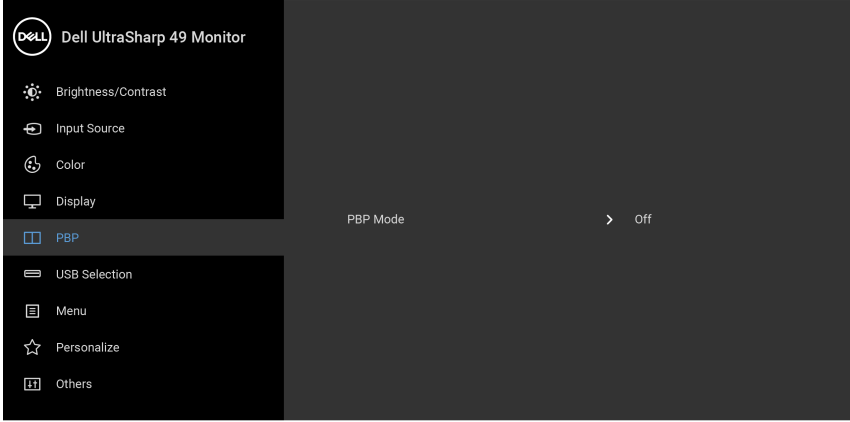 DELL
Dell UltraSharp 49 Monitor
Brightness/Contrast
Input Source
Color
Display
PBP
PBP Mode
Off
USB Selection
Menu
Personalize
Others